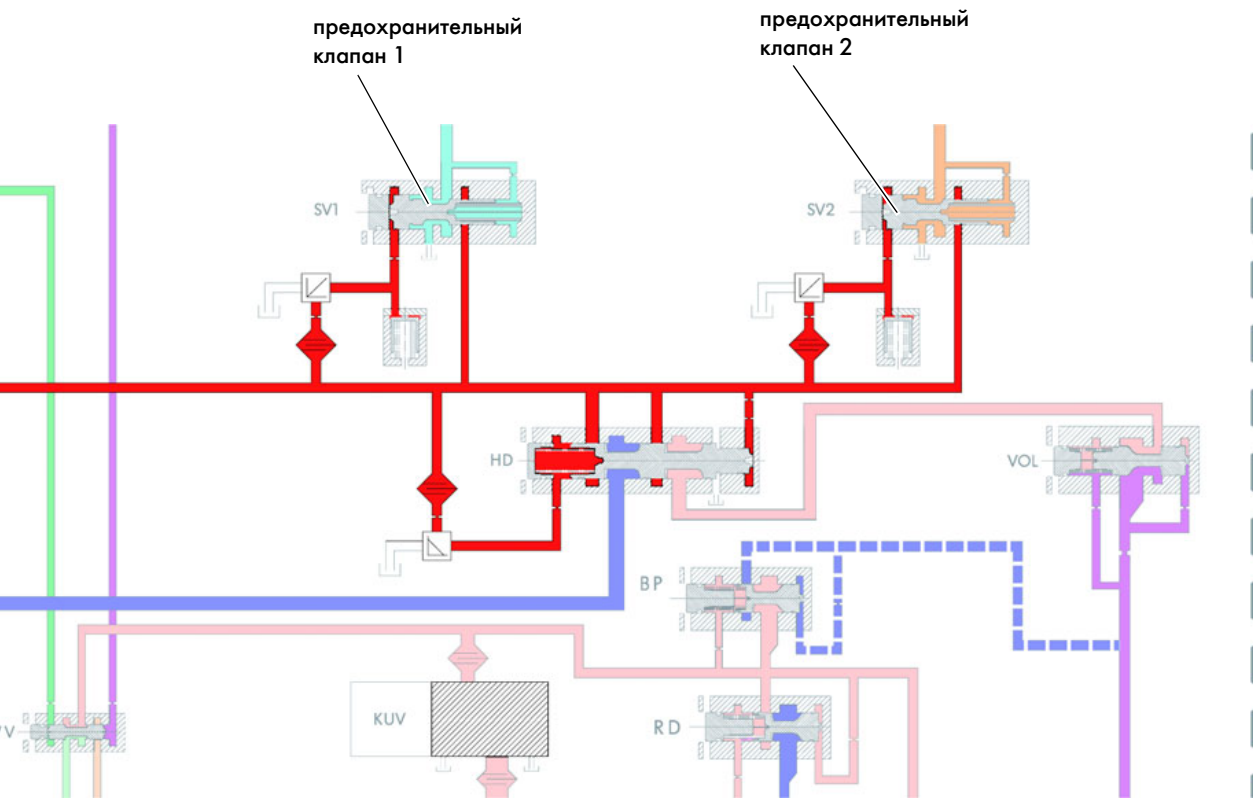 предохранительный
клапан 1
предохранительный
клапан 2
SV1
SV2
HD
VOL
BP
KUV
RD